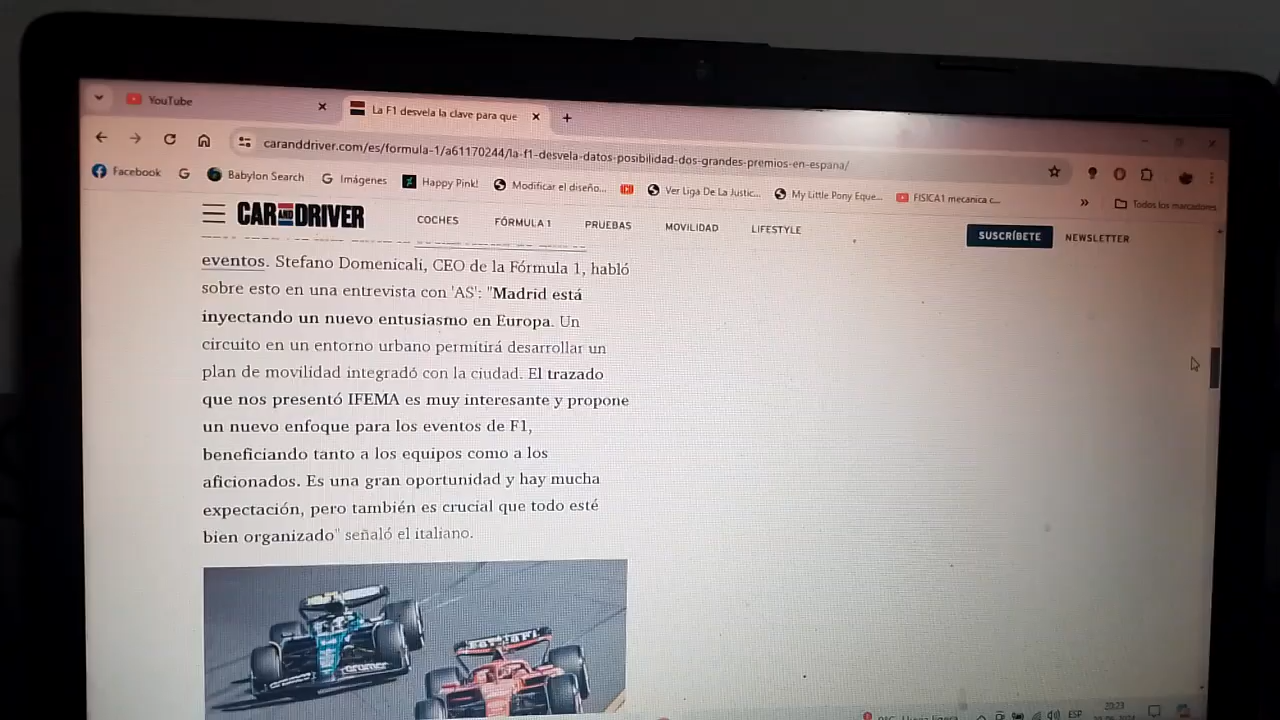 YouTube
La F1 desvela la clave para que
caranddriver.com/es/formula-1/a61170244/la-f1-desvela-datos-posibilidad-dos-grandes-premios-en-espana/
Facebook
G
Babylon Search
G Imágenes
Happy Pink!
Modificar el diseño...
Ver Liga De La Justic...
My Little Pony Eque...
FISICA1 mecanica c...
»
Todos los marcadores
CAR AND DRIVER
COCHES
FÓRMULA 1
PRUEBAS
MOVILIDAD
LIFESTYLE
SUSCRÍBETE
NEWSLETTER
eventos. Stefano Domenicali, CEO de la Fórmula 1, habló
sobre esto en una entrevista con 'AS': "Madrid está
inyectando un nuevo entusiasmo en Europa. Un
circuito en un entorno urbano permitirá desarrollar un
plan de movilidad integrado con la ciudad. El trazado
que nos presentó IFEMA es muy interesante y propone
un nuevo enfoque para los eventos de F1,
beneficiando tanto a los equipos como a los
aficionados. Es una gran oportunidad y hay mucha
expectación, pero también es crucial que todo esté
bien organizado" señaló el italiano.
ESP
20:23